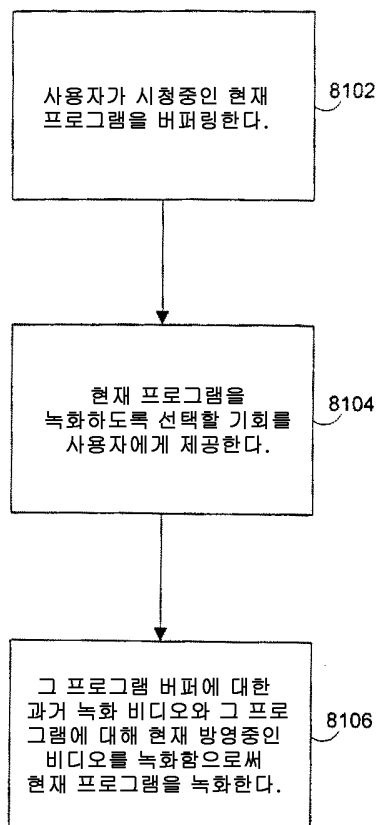 사용자가 시청중인 현재
프로그램을 버퍼링한다.
8102
현재 프로그램을
녹화하도록 선택할 기회를
사용자에게 제공한다.
8104
그 프로그램 버퍼에 대한
과거 녹화 비디오와 그 프로
그램에 대해 현재 방영중인
비디오를 녹화함으로써
현재 프로그램을 녹화한다.
8106